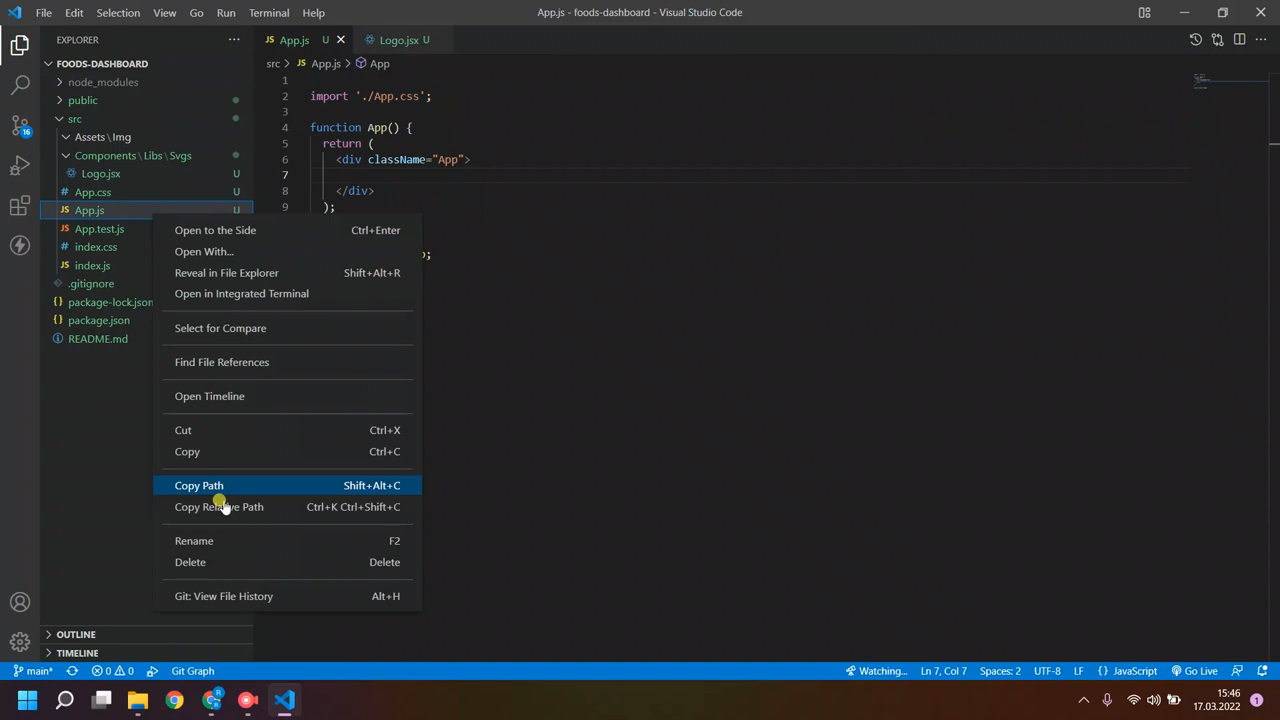 File Edit Selection View Go Run Terminal Help App.js - foods-dashboard - Visual Studio Code
EXPLORER
FOODS-DASHBOARD
node_modules
public
src
Assets\Img
Components\Libs\Svgs
Logo.jsx U
App.css U
App.js U
App.test.js U
index.css U
index.js U
.gitignore
package-lock.json
package.json
README.md
OUTLINE
TIMELINE
App.js U Logo.jsx U
src App.js App
1
2 import './App.css';
3
4 function App() {
5 return (
6 <div className="App">
7
8 </div>
9 );
;
Open to the Side Ctrl+Enter
Open With...
Reveal in File Explorer Shift+Alt+R
Open in Integrated Terminal
Select for Compare
Find File References
Open Timeline
Cut Ctrl+X
Copy Ctrl+C
Copy Path Shift+Alt+C
Copy Relative Path Ctrl+K Ctrl+Shift+C
Rename F2
Delete Delete
Git: View File History Alt+H
16
main* 0 0 Git Graph Watching... Ln 7, Col 7 Spaces: 2 UTF-8 LF JavaScript Go Live
R
15:46
17.03.2022
1